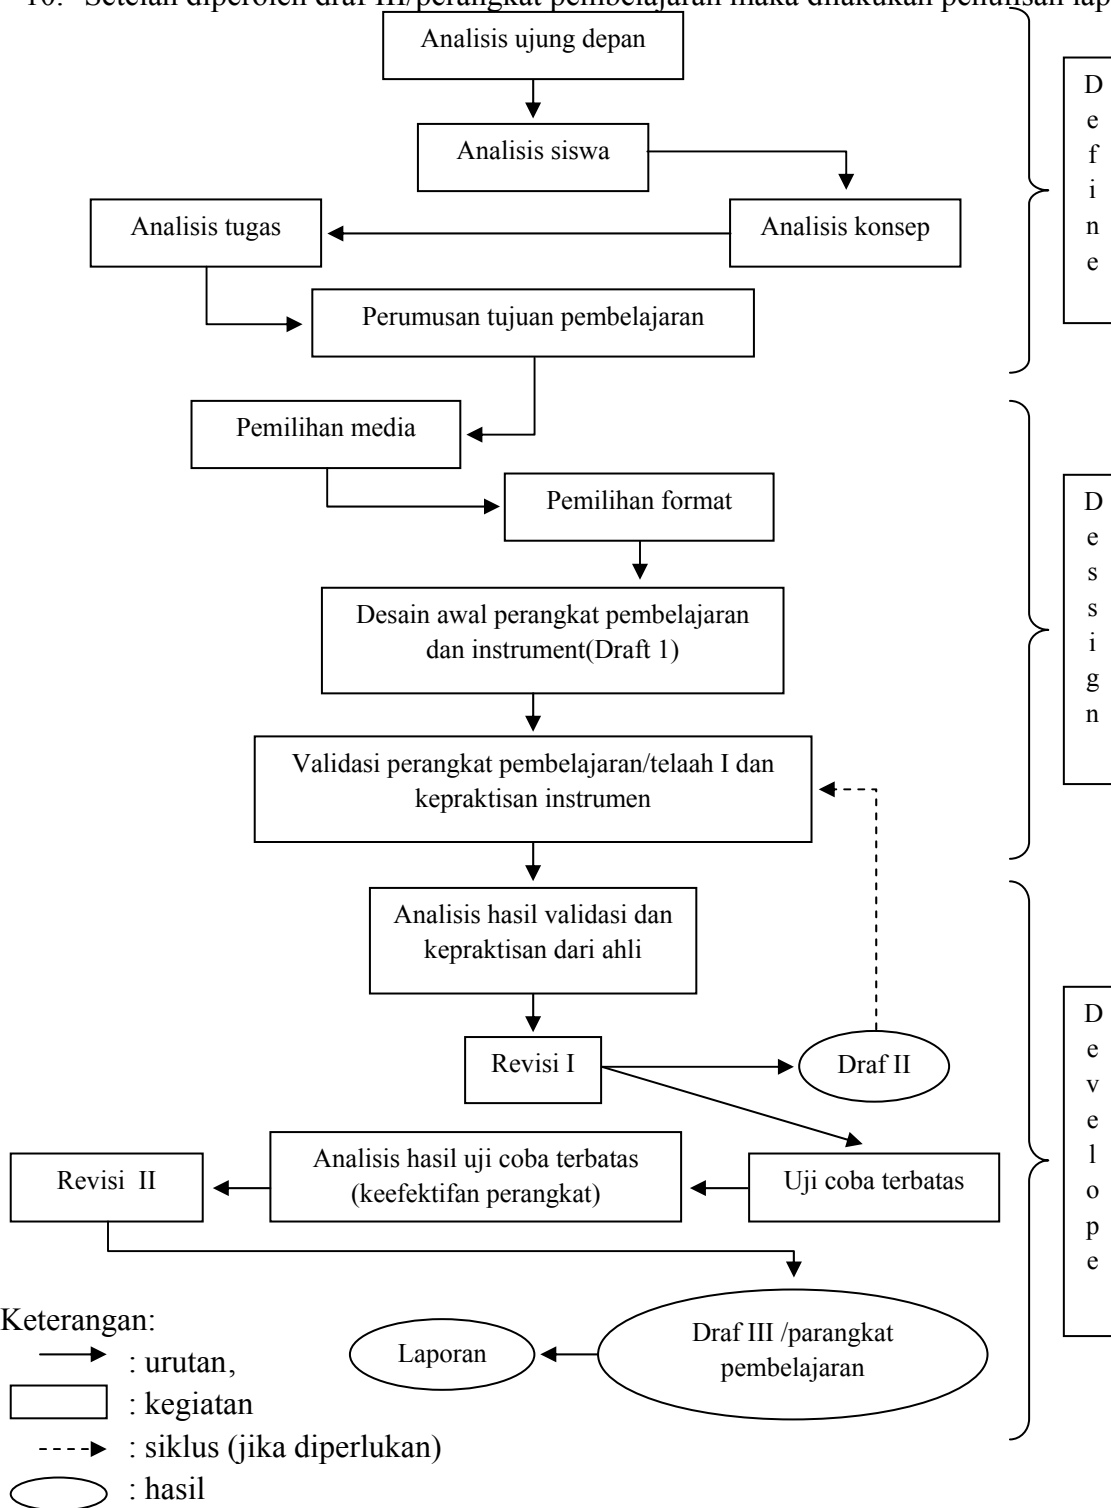 10. Setelah diperoleh draf III/perangkat pembelajaran maka dilakukan penulisan lap
Analisis ujung depan
Analisis siswa
Analisis tugas
Analisis konsep
Perumusan tujuan pembelajaran
D
e
f
i
n
e
Pemilihan media
Pemilihan format
Desain awal perangkat pembelajaran
dan instrument(Draft 1)
Validasi perangkat pembelajaran/telaah I dan
kepraktisan instrumen
D
e
s
s
i
g
n
Analisis hasil validasi dan
kepraktisan dari ahli
Revisi I
Draf II
Revisi II
Analisis hasil uji coba terbatas
(keefektifan perangkat)
Uji coba terbatas
D
e
v
e
l
o
p
e
Laporan
Draf III /parangkat
pembelajaran
Keterangan:
: urutan,
: kegiatan
: siklus (jika diperlukan)
: hasil